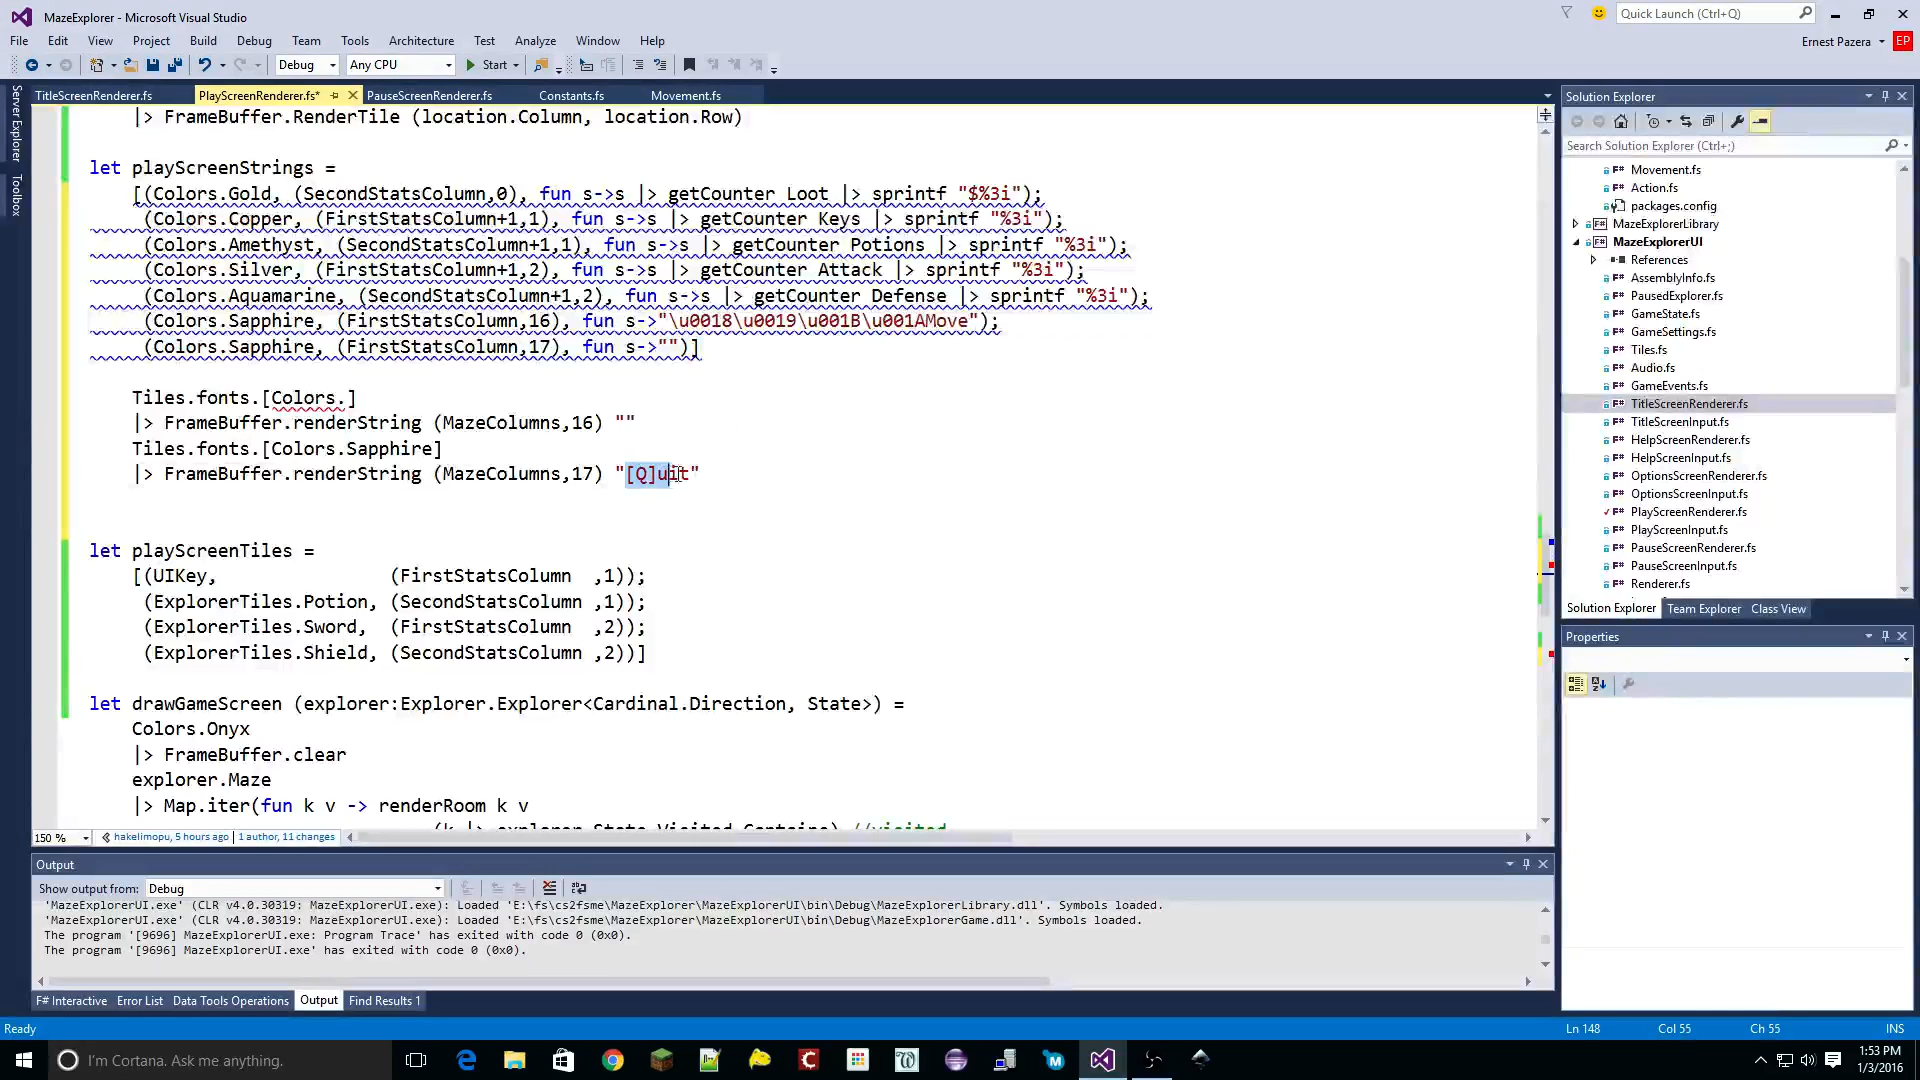 MazeExplorer - Microsoft Visual Studio
Quick Launch (Ctrl+Q)
File Edit View Project Build Debug Team Tools Architecture Test Analyze Window Help
Ernest Pazera EP
Debug Any CPU Start
Server Explorer
Toolbox
TitleScreenRenderer.fs PlayScreenRenderer.fs* PauseScreenRenderer.fs Constants.fs Movement.fs
|> FrameBuffer.RenderTile (location.Column, location.Row)
let playScreenStrings =
[(Colors.Gold, (SecondStatsColumn,0), fun s->s |> getCounter Loot |> sprintf "$%3i");
(Colors.Copper, (FirstStatsColumn+1,1), fun s->s |> getCounter Keys |> sprintf "%3i");
(Colors.Amethyst, (SecondStatsColumn+1,1), fun s->s |> getCounter Potions |> sprintf "%3i");
(Colors.Silver, (FirstStatsColumn+1,2), fun s->s |> getCounter Attack |> sprintf "%3i");
(Colors.Aquamarine, (SecondStatsColumn+1,2), fun s->s |> getCounter Defense |> sprintf "%3i");
(Colors.Sapphire, (FirstStatsColumn,16), fun s->"\u0018\u0019\u001B\u001AMove");
(Colors.Sapphire, (FirstStatsColumn,17), fun s->"")]
Tiles.fonts.[Colors.]
|> FrameBuffer.renderString (MazeColumns,16) ""
Tiles.fonts.[Colors.Sapphire]
|> FrameBuffer.renderString (MazeColumns,17) "[Q]uit"
let playScreenTiles =
[(UIKey, (FirstStatsColumn ,1));
(ExplorerTiles.Potion, (SecondStatsColumn ,1));
(ExplorerTiles.Sword, (FirstStatsColumn ,2));
(ExplorerTiles.Shield, (SecondStatsColumn ,2))]
let drawGameScreen (explorer:Explorer.Explorer<Cardinal.Direction, State>) =
Colors.Onyx
|> FrameBuffer.clear
explorer.Maze
|> Map.iter(fun k v -> renderRoom k v
(k |> explorer.State.Visited.Contains) //visited
150 % hakelimopu, 5 hours ago | 1 author, 11 changes
Output
Show output from: Debug
'MazeExplorerUI.exe' (CLR v4.0.30319: MazeExplorerUI.exe): Loaded 'E:\fs\cs2fsme\MazeExplorer\MazeExplorerUI\bin\Debug\MazeExplorerLibrary.dll'. Symbols loaded.
'MazeExplorerUI.exe' (CLR v4.0.30319: MazeExplorerUI.exe): Loaded 'E:\fs\cs2fsme\MazeExplorer\MazeExplorerUI\bin\Debug\MazeExplorerGame.dll'. Symbols loaded.
The program '[9696] MazeExplorerUI.exe: Program Trace' has exited with code 0 (0x0).
The program '[9696] MazeExplorerUI.exe' has exited with code 0 (0x0).
F# Interactive Error List Data Tools Operations Output Find Results 1
Solution Explorer
Search Solution Explorer (Ctrl+;)
F# Movement.fs
F# Action.fs
packages.config
F# MazeExplorerLibrary
F# MazeExplorerUI
References
F# AssemblyInfo.fs
F# PausedExplorer.fs
F# GameState.fs
F# GameSettings.fs
F# Tiles.fs
F# Audio.fs
F# GameEvents.fs
F# TitleScreenRenderer.fs
F# TitleScreenInput.fs
F# HelpScreenRenderer.fs
F# HelpScreenInput.fs
F# OptionsScreenRenderer.fs
F# OptionsScreenInput.fs
F# PlayScreenRenderer.fs
F# PlayScreenInput.fs
F# PauseScreenRenderer.fs
F# PauseScreenInput.fs
F# Renderer.fs
Solution Explorer Team Explorer Class View
Properties
Ready Ln 148 Col 55 Ch 55 INS
I'm Cortana. Ask me anything.
1:53 PM
1/3/2016